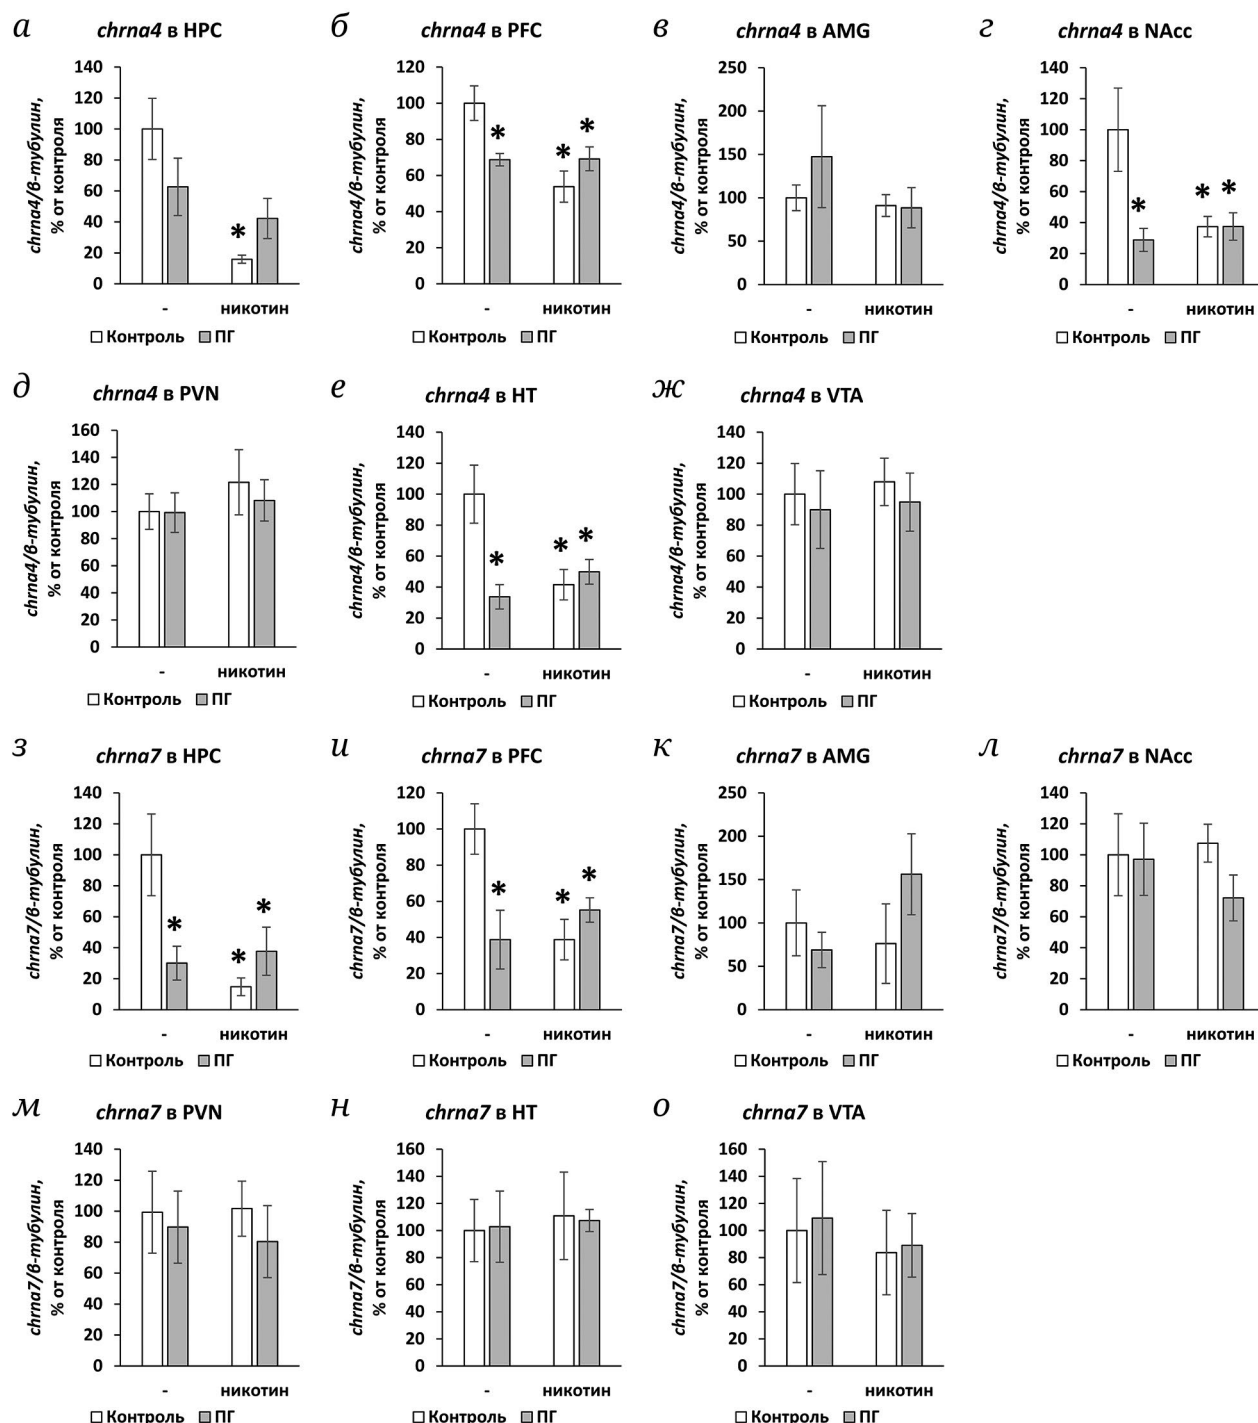 а
chrna4 в HPC
chrna4/β-тубулин,
% от контроля
140
120
100
80
60
40
20
0
*
- никотин
Контроль ПГ
б
chrna4 в PFC
chrna4/β-тубулин,
% от контроля
120
100
80
60
40
20
0
* * *
- никотин
Контроль ПГ
в
chrna4 в AMG
chrna4/β-тубулин,
% от контроля
250
200
150
100
50
0
- никотин
Контроль ПГ
г
chrna4 в NAcc
chrna4/β-тубулин,
% от контроля
140
120
100
80
60
40
20
0
* * *
- никотин
Контроль ПГ
д
chrna4 в PVN
chrna4/β-тубулин,
% от контроля
160
140
120
100
80
60
40
20
0
- никотин
Контроль ПГ
е
chrna4 в HT
chrna4/β-тубулин,
% от контроля
140
120
100
80
60
40
20
0
* * *
- никотин
Контроль ПГ
ж
chrna4 в VTA
chrna4/β-тубулин,
% от контроля
140
120
100
80
60
40
20
0
- никотин
Контроль ПГ
з
chrna7 в HPC
chrna7/β-тубулин,
% от контроля
140
120
100
80
60
40
20
0
* * *
- никотин
Контроль ПГ
и
chrna7 в PFC
chrna7/β-тубулин,
% от контроля
120
100
80
60
40
20
0
* * *
- никотин
Контроль ПГ
к
chrna7 в AMG
chrna7/β-тубулин,
% от контроля
250
200
150
100
50
0
- никотин
Контроль ПГ
л
chrna7 в NAcc
chrna7/β-тубулин,
% от контроля
140
120
100
80
60
40
20
0
- никотин
Контроль ПГ
м
chrna7 в PVN
chrna7/β-тубулин,
% от контроля
140
120
100
80
60
40
20
0
- никотин
Контроль ПГ
н
chrna7 в HT
chrna7/β-тубулин,
% от контроля
160
140
120
100
80
60
40
20
0
- никотин
Контроль ПГ
о
chrna7 в VTA
chrna7/β-тубулин,
% от контроля
160
140
120
100
80
60
40
20
0
- никотин
Контроль ПГ